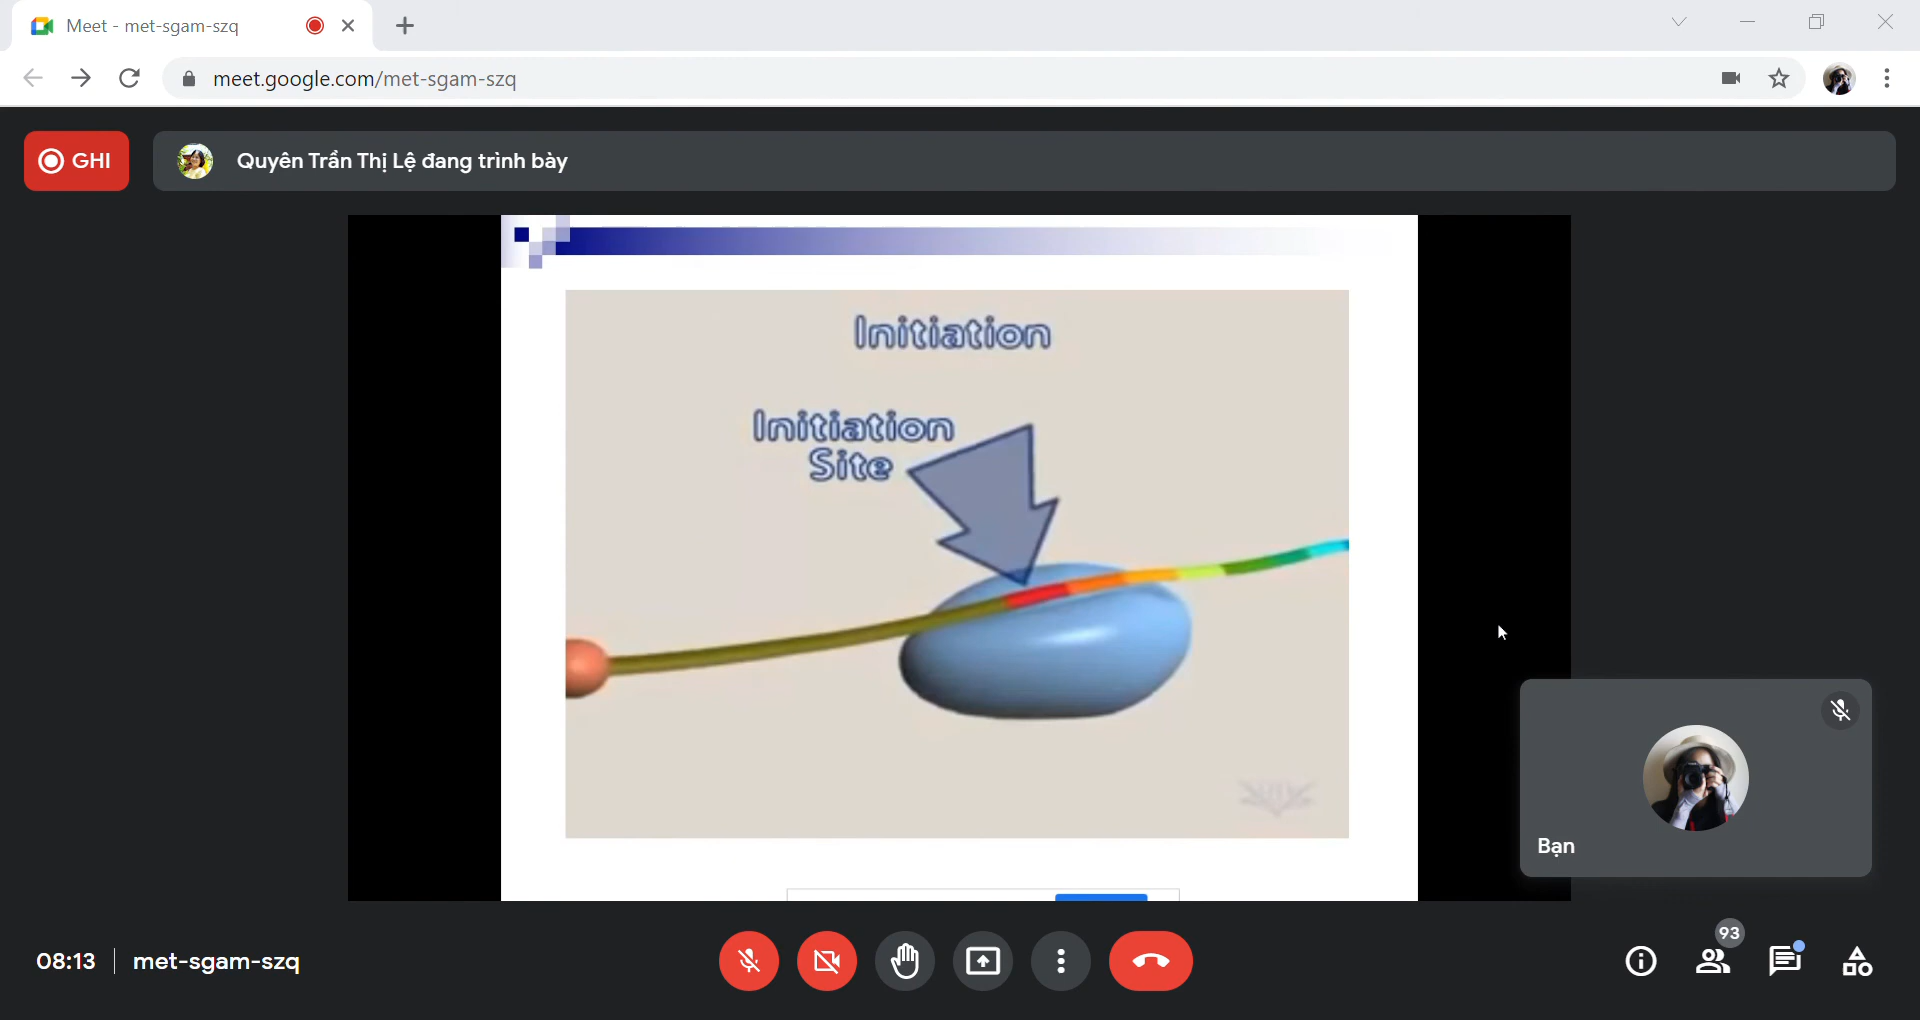 Meet - met-sgam-szq
meet.google.com/met-sgam-szq
GHI
Quyên Trần Thị Lệ đang trình bày
Initiation
Initiation
Site
Bạn
08:13
met-sgam-szq
93